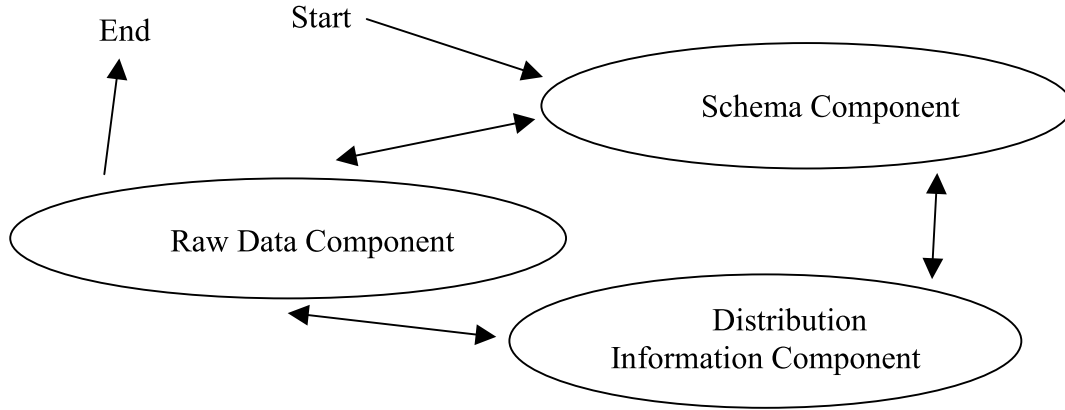 End
Start
Schema Component
Raw Data Component
Distribution
Information Component